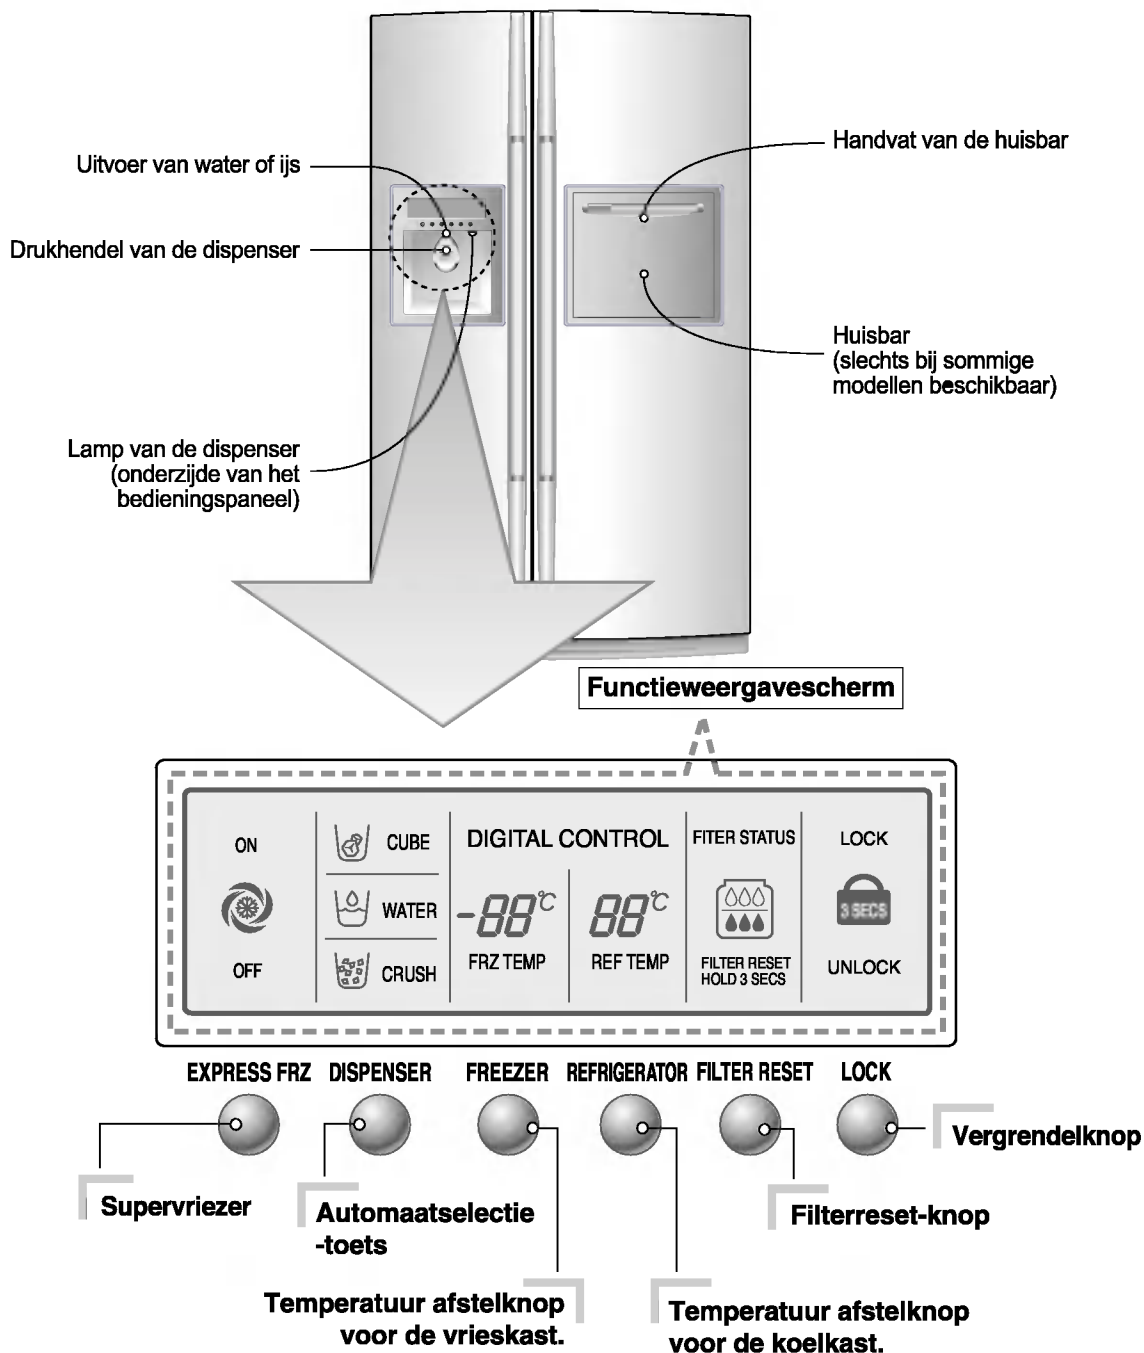 Handvat van de huisbar
Uitvoer van water of ijs
Drukhendel van de dispenser
Huisbar
(slechts bij sommige
modellen beschikbaar)
Lamp van de dispenser
(onderzijde van het
bedieningspaneel)
Functieweergavescherm
ON
OFF
CUBE
WATER
CRUSH
DIGITAL CONTROL
-88°C
FRZ TEMP
88°C
REF TEMP
FITER STATUS
FILTER RESET
HOLD 3 SECS
LOCK
3 SECS
UNLOCK
EXPRESS FRZ DISPENSER FREEZER REFRIGERATOR FILTER RESET LOCK
Vergrendelknop
Supervriezer
Automaatselectie
-toets
Filterreset-knop
Temperatuur afstelknop
voor de vrieskast.
Temperatuur afstelknop
voor de koelkast.